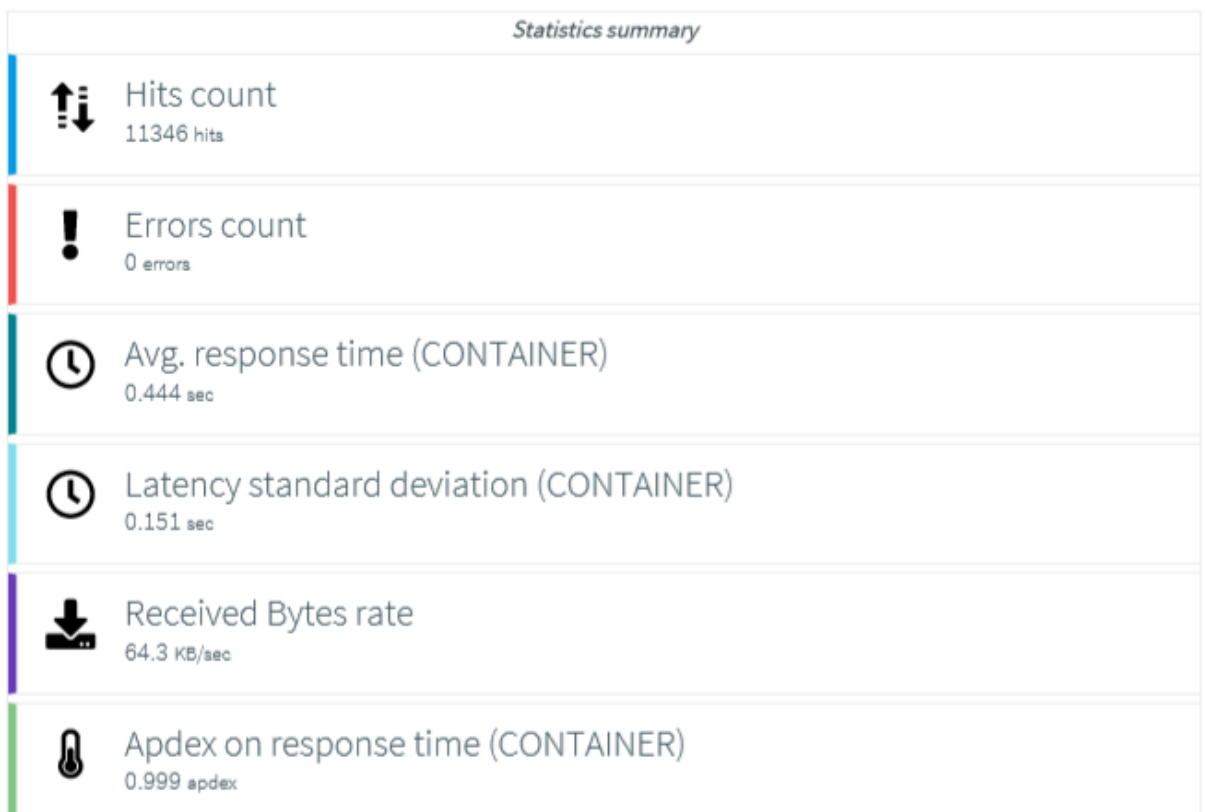 Statistics summary
Hits count
11346 hits
Errors count
0 errors
Avg. response time (CONTAINER)
0.444 sec
Latency standard deviation (CONTAINER)
0.151 sec
Received Bytes rate
64.3 KB/sec
Apdex on response time (CONTAINER)
0.999 apdex